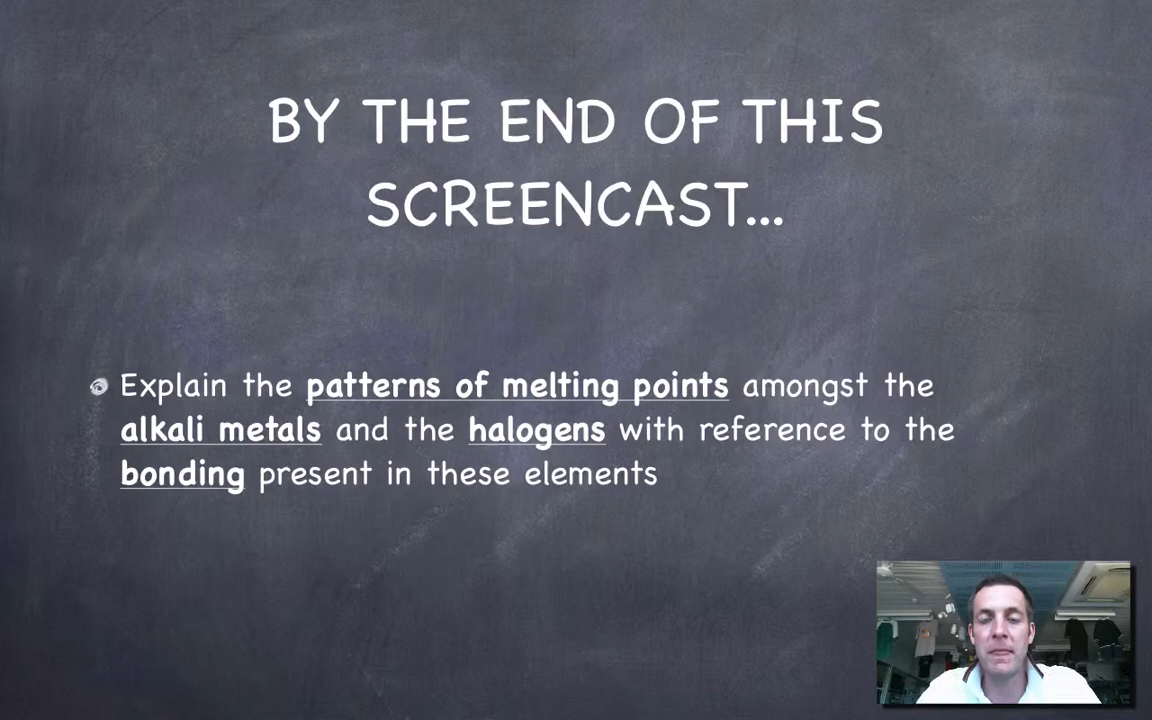 BY THE END OF THIS
SCREENCAST...
Explain the patterns of melting points amongst the
alkali metals and the halogens with reference to the
bonding present in these elements